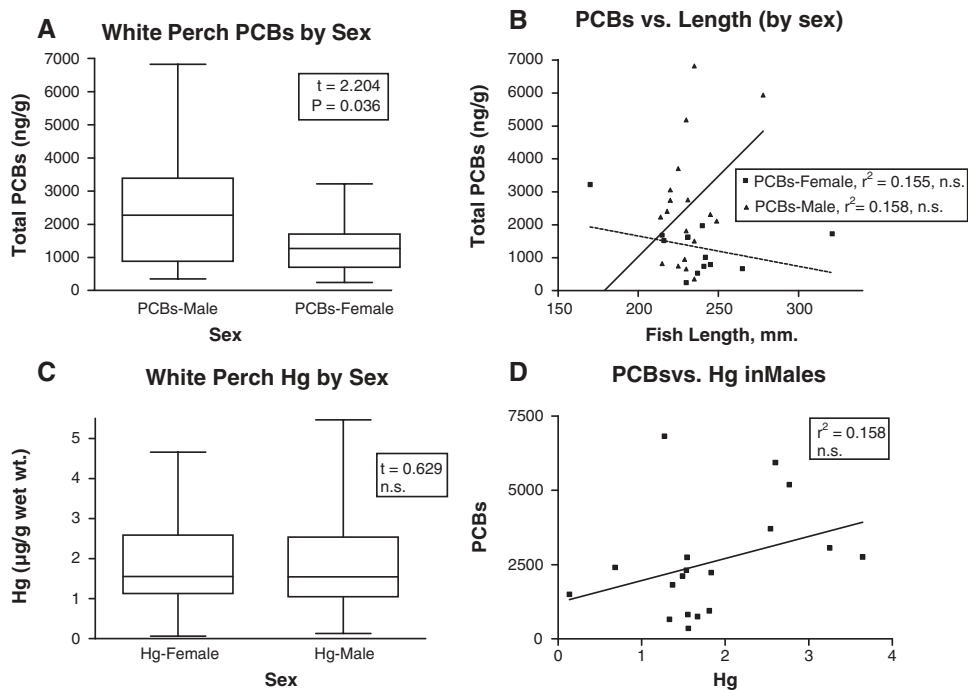 A
White Perch PCBs by Sex
Total PCBs (ng/g)
7000
6000
5000
4000
3000
2000
1000
0
t = 2.204
P = 0.036
PCBs-Male
PCBs-Female
Sex
B
PCBs vs. Length (by sex)
Total PCBs (ng/g)
7000
6000
5000
4000
3000
2000
1000
0
PCBs-Female, r² = 0.155, n.s.
PCBs-Male, r²= 0.158, n.s.
150
200
250
300
Fish Length, mm.
C
White Perch Hg by Sex
Hg (µg/g wet wt.)
5
4
3
2
1
0
t = 0.629
n.s.
Hg-Female
Hg-Male
Sex
D
PCBsvs. Hg inMales
PCBs
7500
5000
2500
0
r² = 0.158
n.s.
0
1
2
3
4
Hg